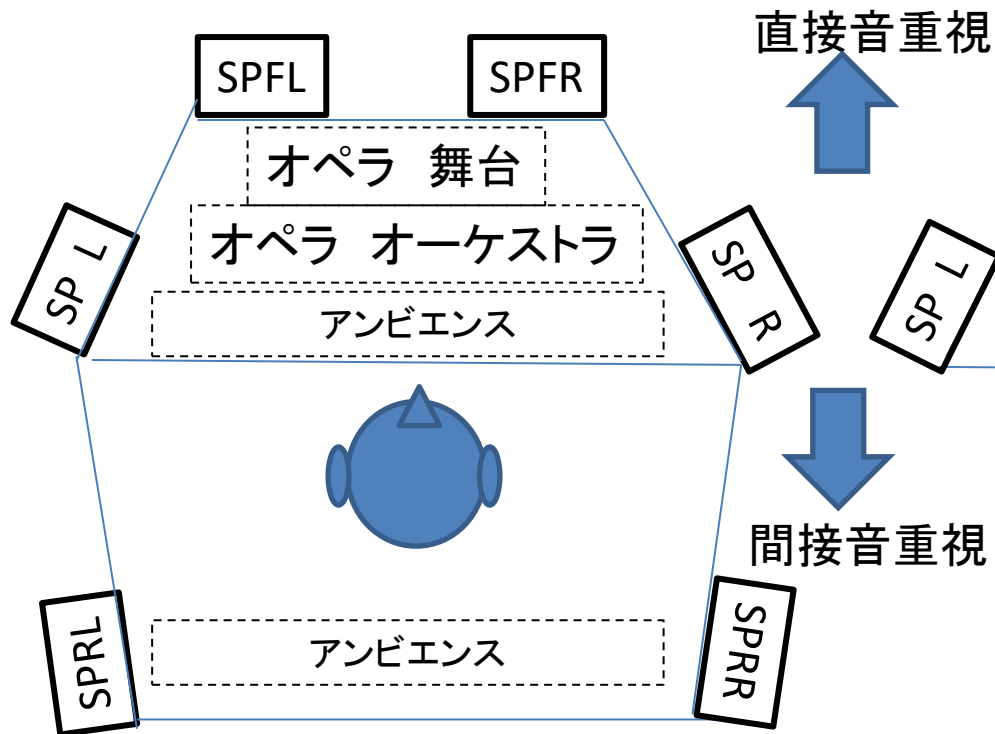 直接音重視
SPFL
SPFR
オペラ 舞台
オペラ オーケストラ
SP L
SP R
SP L
アンビエンス
間接音重視
SPRL
アンビエンス
SPRR